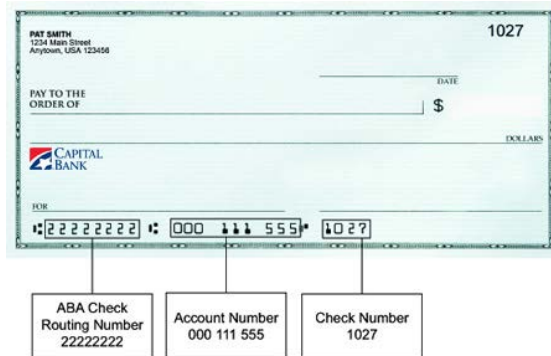 PAT SMITH
1234 Main Street
Anytown, USA 123456
1027
DATE
PAY TO THE
ORDER OF
$
DOLLARS
CAPITAL
BANK
FOR
⑆22222222⑆ 000 111 555⑈ 1027
ABA Check
Routing Number
22222222
Account Number
000 111 555
Check Number
1027